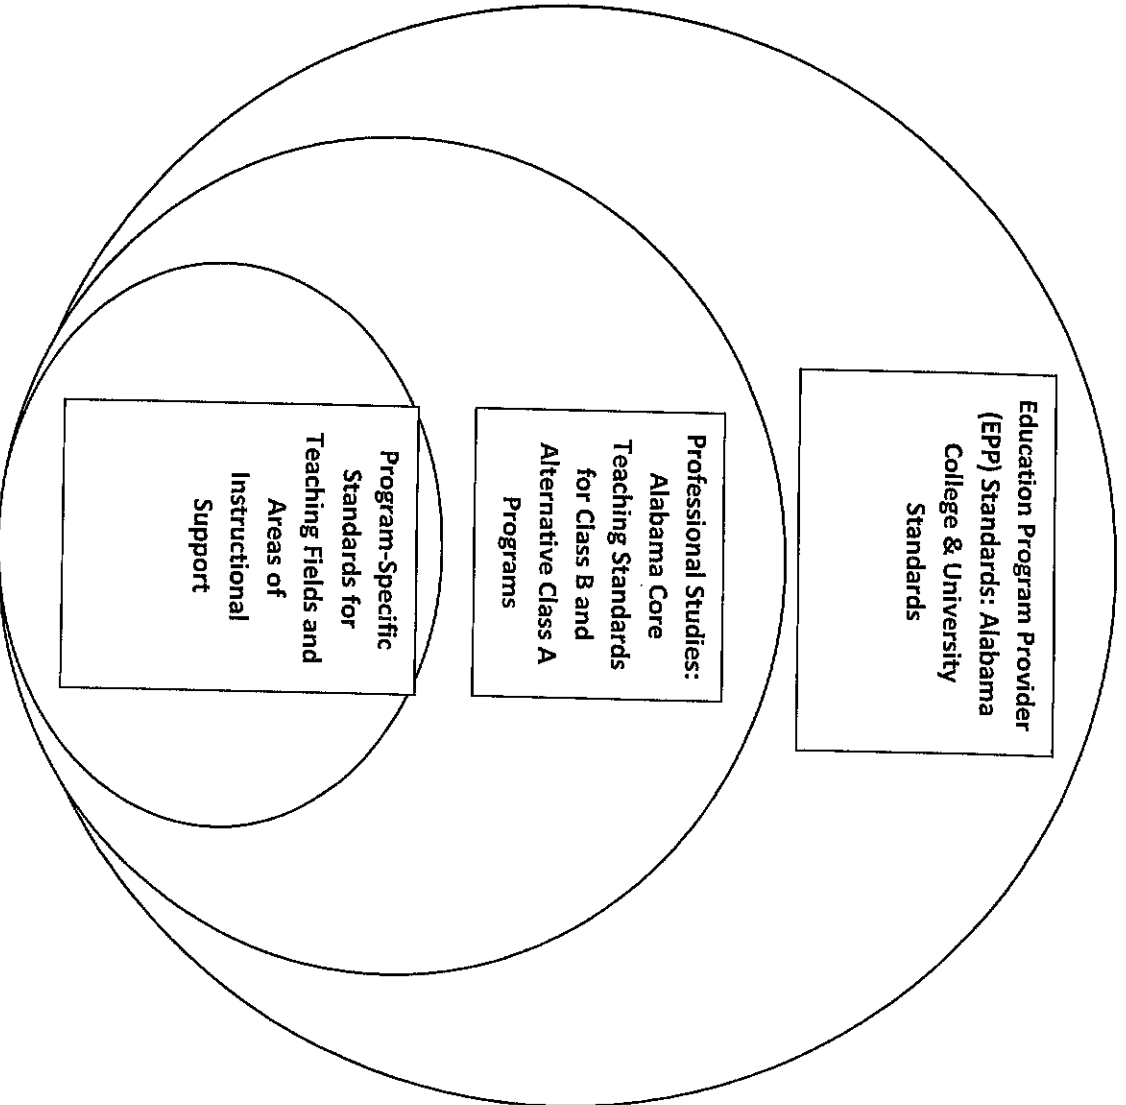 Education Program Provider
(EPP) Standards: Alabama
College & University
Standards
Professional Studies:
Alabama Core
Teaching Standards
for Class B and
Alternative Class A
Programs
Program-Specific
Standards for
Teaching Fields and
Areas of
Instructional
Support